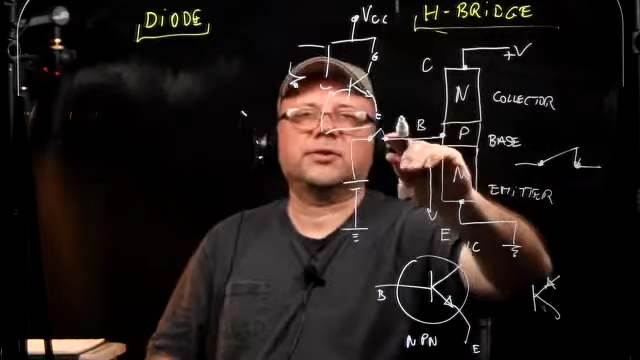 DIODE
H-BRIDGE
Vcc
+V
C
N
COLLECTOR
B
P
BASE
N
EMITTER
E
C
B
NPN
E